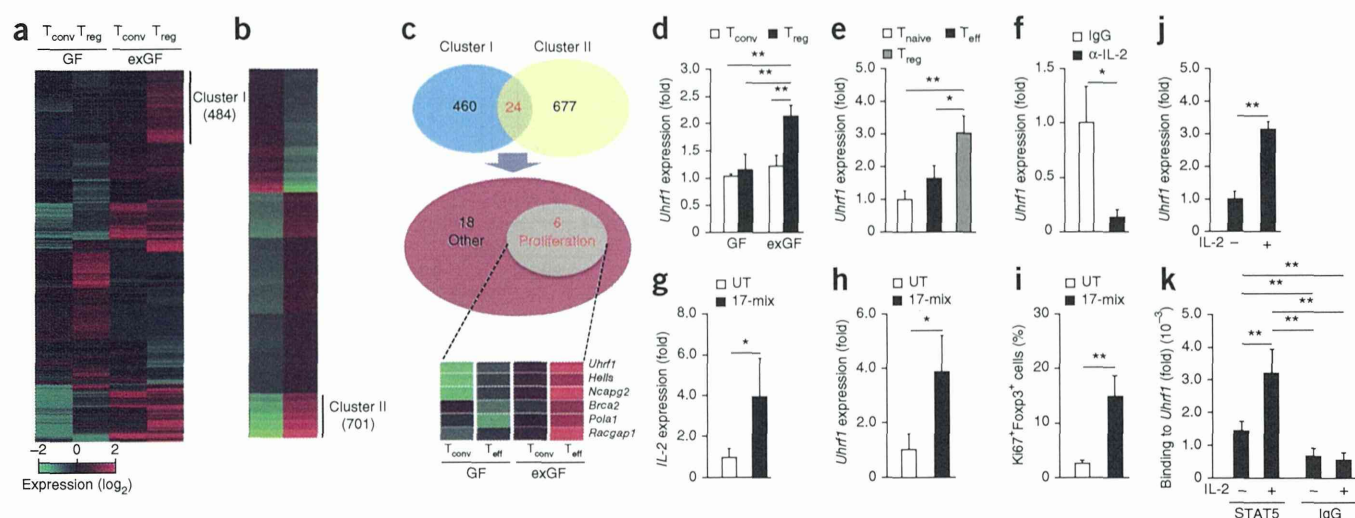 a
Tconv Treg Tconv Treg
GF exGF
Cluster I
(484)
Cluster II
(701)
−2 0 2
Expression (log2)
b
c
Cluster I Cluster II
460 24 677
18
Other
6
Proliferation
Uhrf1
Hells
Ncapg2
Brca2
Pola1
Racgap1
Tconv Teff Tconv Teff
GF exGF
d
Tconv Treg
**
**
**
Uhrf1 expression (fold)
3.0
2.5
2.0
1.5
1.0
0.5
0
GF exGF
e
Tnaive Teff
Treg
**
*
Uhrf1 expression (fold)
5.0
4.0
3.0
2.0
1.0
0
f
IgG
α-IL-2
*
Uhrf1 expression (fold)
1.5
1.0
0.5
0
j
**
Uhrf1 expression (fold)
5.0
4.0
3.0
2.0
1.0
0
IL-2 − +
g
UT
17-mix
*
IL-2 expression (fold)
8.0
6.0
4.0
2.0
0
h
UT
17-mix
*
Uhrf1 expression (fold)
6.0
4.0
2.0
0
i
UT
17-mix
**
Ki67+Foxp3+ cells (%)
30
20
10
0
k
**
**
**
**
**
Binding to Uhrf1 (fold) (10−3)
5.0
4.0
3.0
2.0
1.0
0
IL-2 − + − +
STAT5 IgG